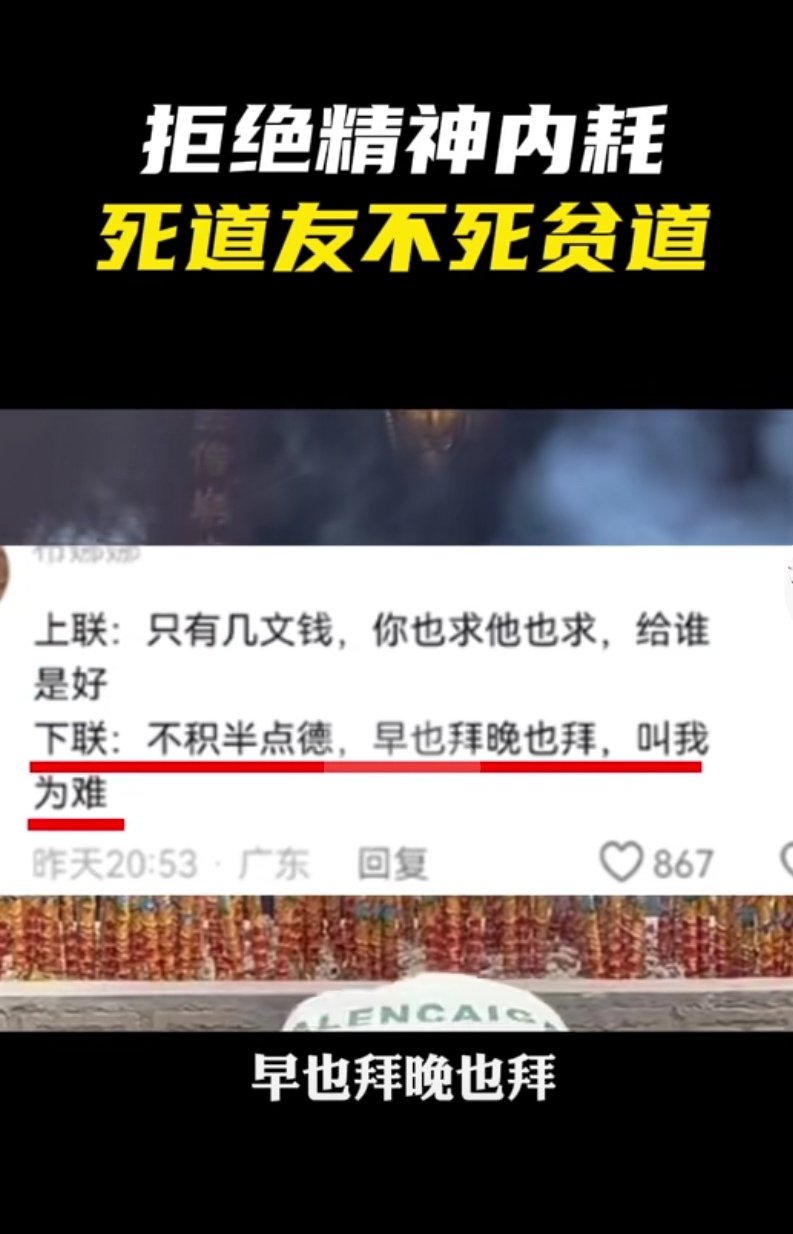 拒绝精神内耗
死道友不死贫道
上联：只有几文钱，你也求他也求，给谁
是好
下联：不积半点德，早也拜晚也拜，叫我
为难
昨天20:53 · 广东 回复 867
早也拜晚也拜